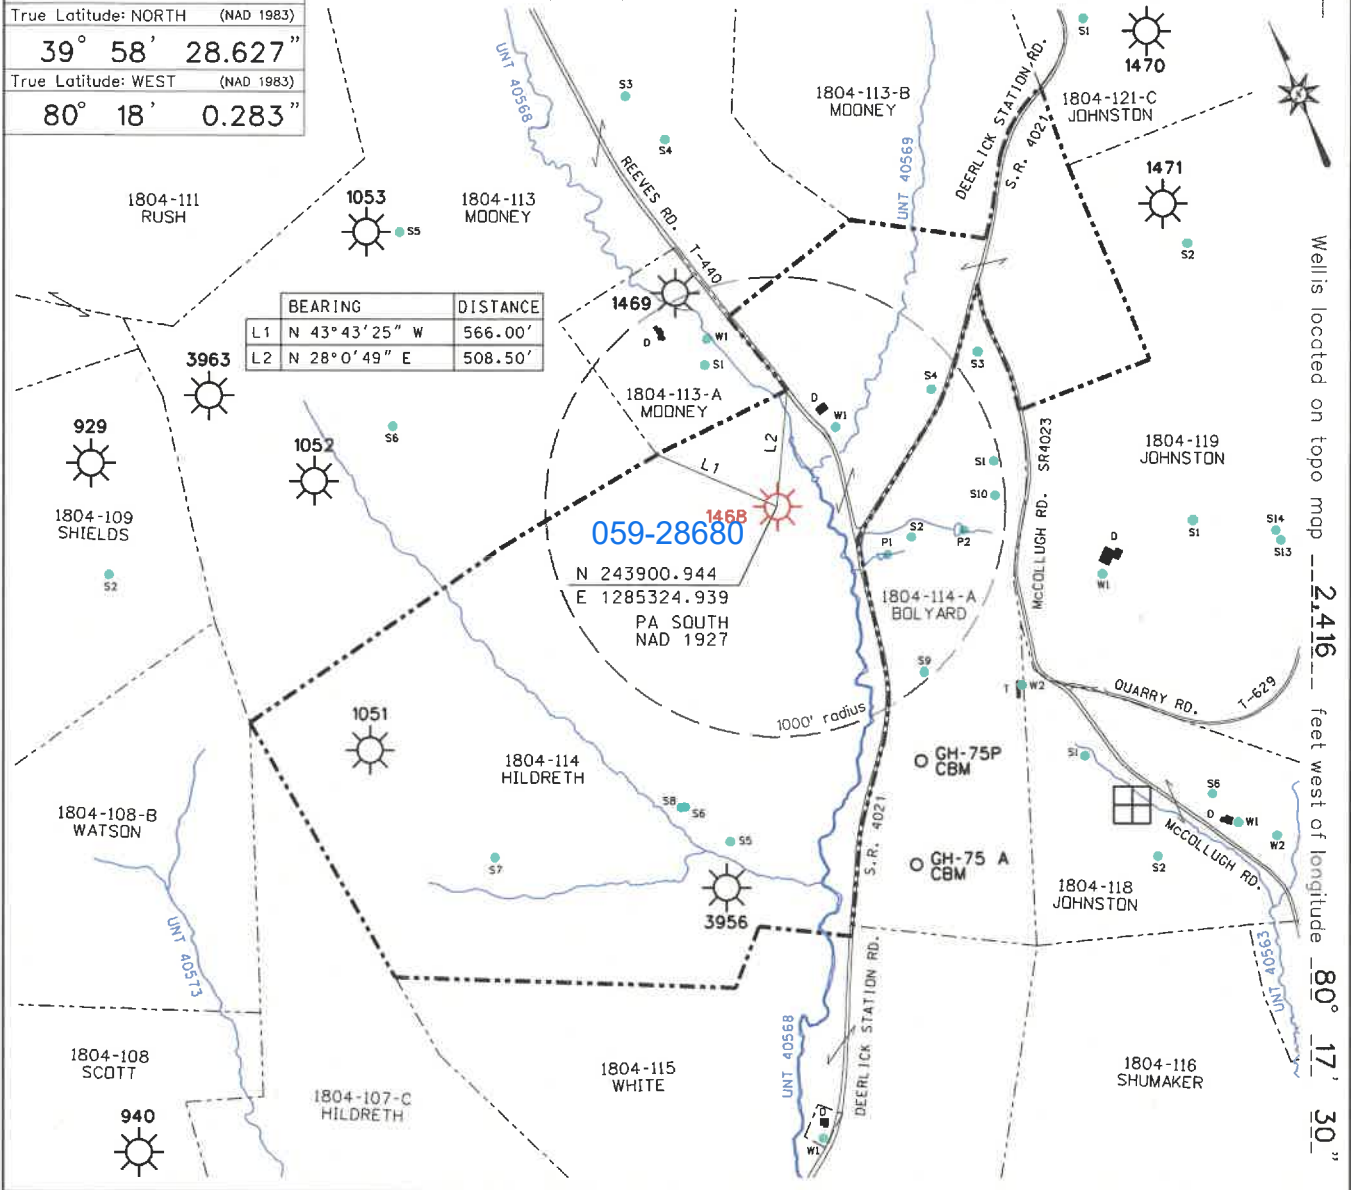 True Latitude: NORTH (NAD 1983)
39° 58' 28.627"
True Latitude: WEST (NAD 1983)
80° 18' 0.283"
UNT 40568
S3
S4
REEVES RD.
T-440
1804-113-B
MOONEY
UNT 40569
DEERLICK STATION RD.
S.R. 4021
S1
1470
1804-121-C
JOHNSTON
1471
S2
1804-111
RUSH
1053
S5
1804-113
MOONEY
BEARING DISTANCE
L1 N 43°43'25" W 566.00'
L2 N 28°0'49" E 508.50'
1469
D
W1
S1
1804-113-A
MOONEY
3963
929
1052
S6
1804-109
SHIELDS
S2
L1
L2
D
W1
S4
S3
S1
S10
McCOLLUGH RD. SR4023
1804-119
JOHNSTON
S1
S14
S13
D
W1
1468
059-28680
N 243900.944
E 1285324.939
PA SOUTH
NAD 1927
P1
S2
P2
1804-114-A
BOLYARD
S9
1000' radius
T
W2
QUARRY RD.
T-629
1051
1804-114
HILDRETH
GH-75P
CBM
GH-75 A
CBM
S.R. 4021
S1
S6
D
W1
W2
McCOLLUGH RD.
S2
1804-118
JOHNSTON
1804-108-B
WATSON
S8
S6
S5
S7
3956
UNT 40573
UNT 40563
1804-108
SCOTT
940
1804-107-C
HILDRETH
1804-115
WHITE
UNT 40568
DEERLICK STATION RD.
D
W1
1804-116
SHUMAKER
Well is located on topo map 2,416 feet west of longitude 80° 17' 30"